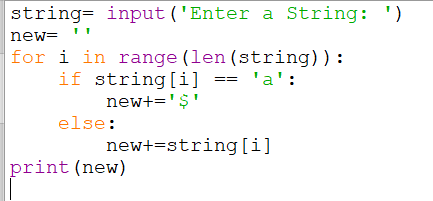 string= input('Enter a String: ')
new= ''
for i in range(len(string)):
    if string[i] == 'a':
        new+='$'
    else:
        new+=string[i]
print(new)